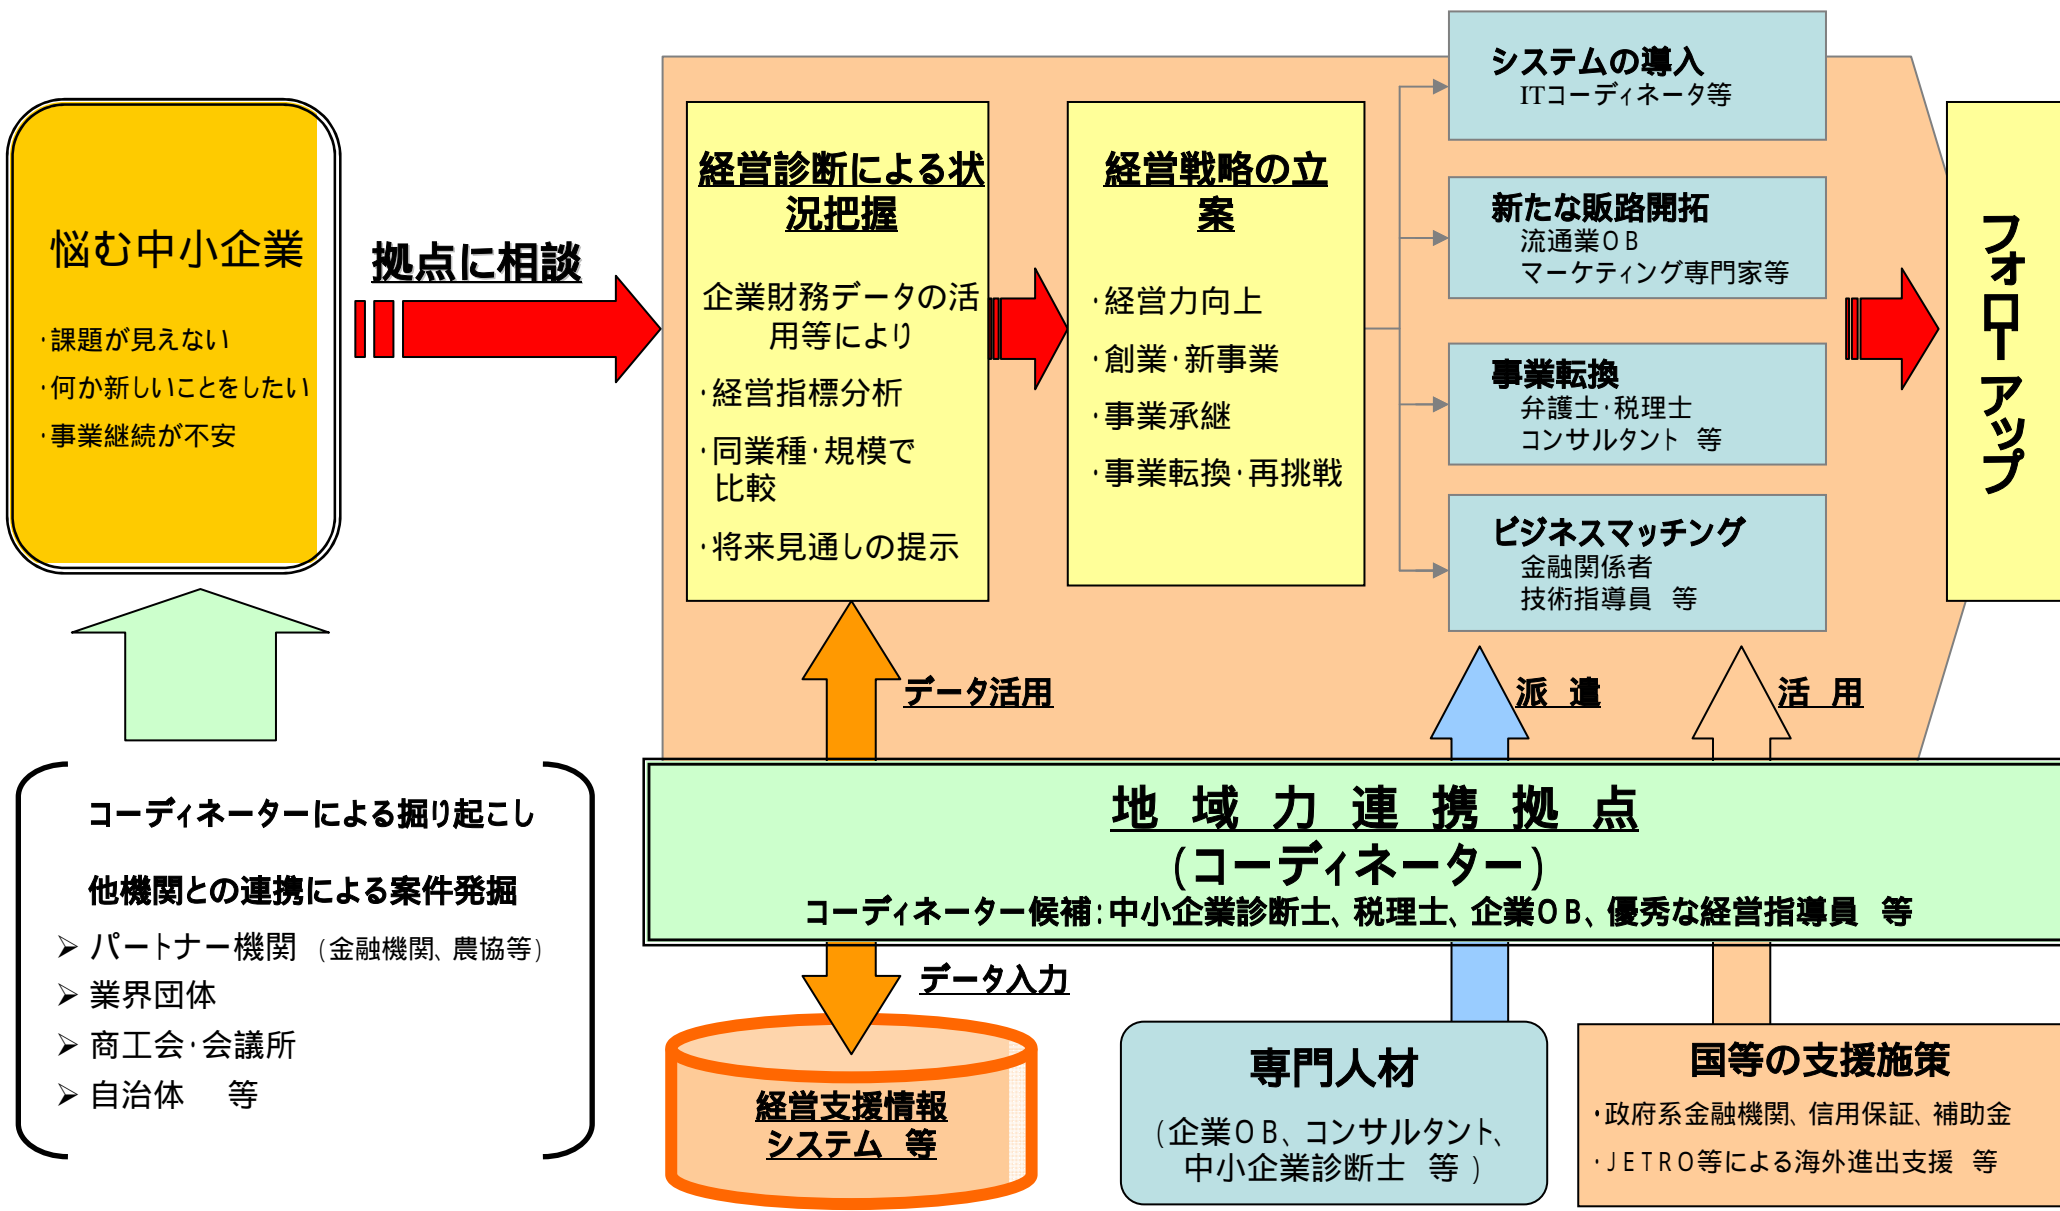 悩む中小企業
・課題が見えない
・何か新しいことをしたい
・事業継続が不安
拠点に相談
経営診断による状
況把握
企業財務データの活
用等により
・経営指標分析
・同業種・規模で
比較
・将来見通しの提示
経営戦略の立
案
・経営力向上
・創業・新事業
・事業承継
・事業転換・再挑戦
システムの導入
ITコーディネータ等
新たな販路開拓
流通業OB
マーケティング専門家等
事業転換
弁護士・税理士
コンサルタント 等
ビジネスマッチング
金融関係者
技術指導員 等
フォローアップ
データ活用
派 遣
活 用
地 域 力 連 携 拠 点
(コーディネーター)
コーディネーター候補:中小企業診断士、税理士、企業OB、優秀な経営指導員 等
コーディネーターによる掘り起こし
他機関との連携による案件発掘
➢ パートナー機関 (金融機関、農協等)
➢ 業界団体
➢ 商工会・会議所
➢ 自治体 等
データ入力
経営支援情報
システム 等
専門人材
(企業OB、コンサルタント、
中小企業診断士 等)
国等の支援施策
・政府系金融機関、信用保証、補助金
・JETRO等による海外進出支援 等